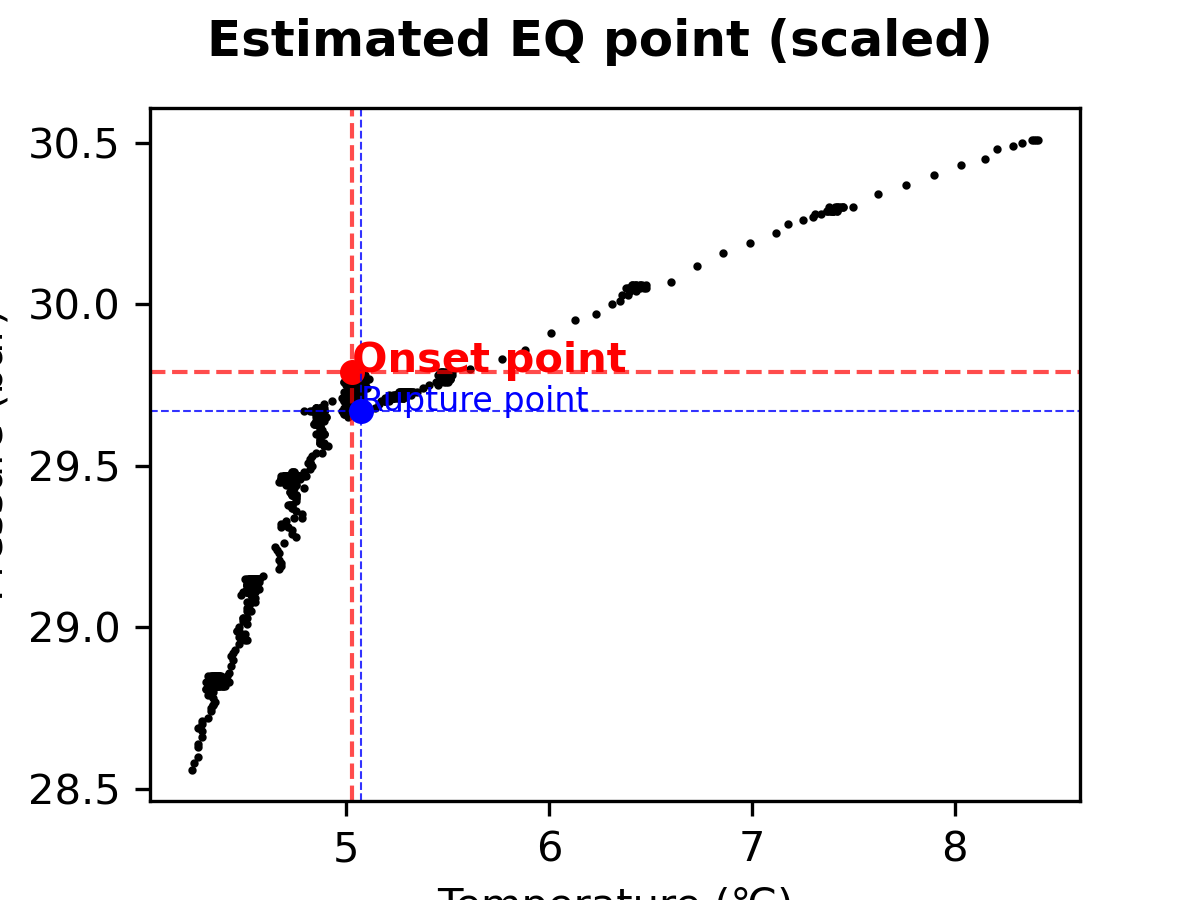 Estimated EQ point (scaled)
30.5
30.0
29.5
29.0
28.5
Onset point
Rupture point
5
6
7
8
Temperature (°C)